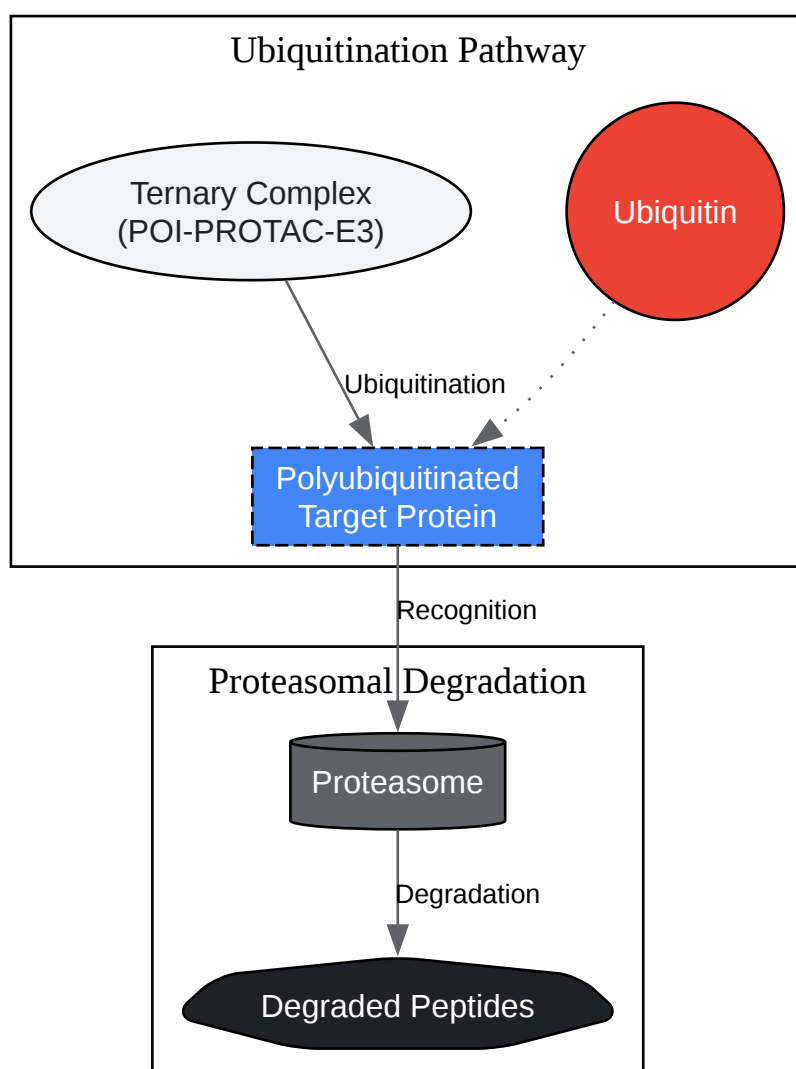 Ubiquitination Pathway
Ternary Complex
(POI-PROTAC-E3)
Ubiquitin
Ubiquitination
Polyubiquitinated
Target Protein
Recognition
Proteasomal Degradation
Proteasome
Degradation
Degraded Peptides